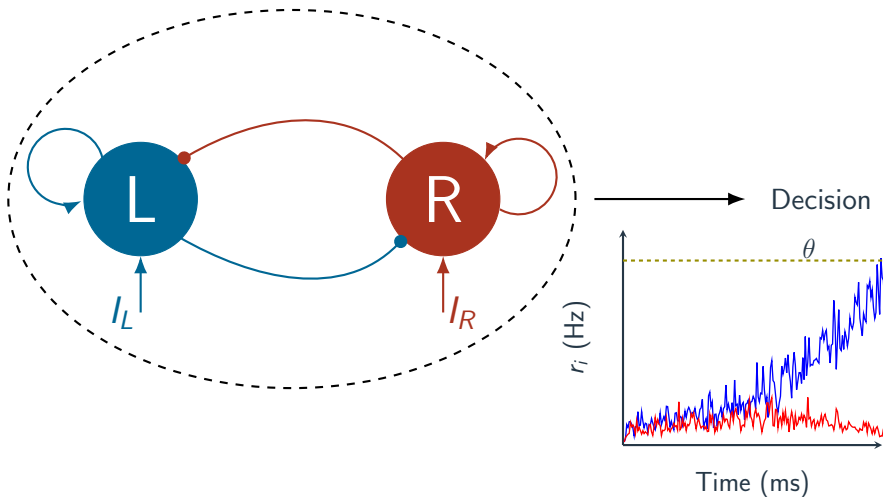 L
R
Decision
I_L
I_R
θ
r_i (Hz)
Time (ms)